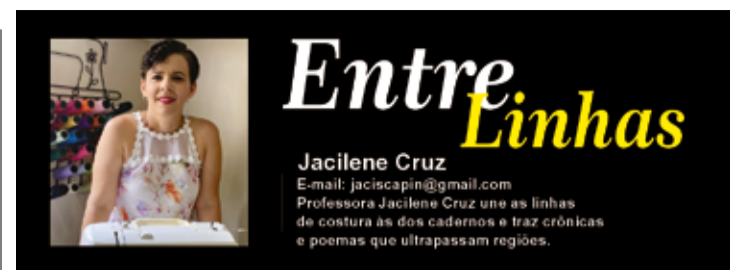 Entre
Linhas
Jacilene Cruz
E-mail: jaciscapin@gmail.com
Professora Jacilene Cruz une as linhas
de costura às dos cadernos e traz crônicas
e poemas que ultrapassam regiões.